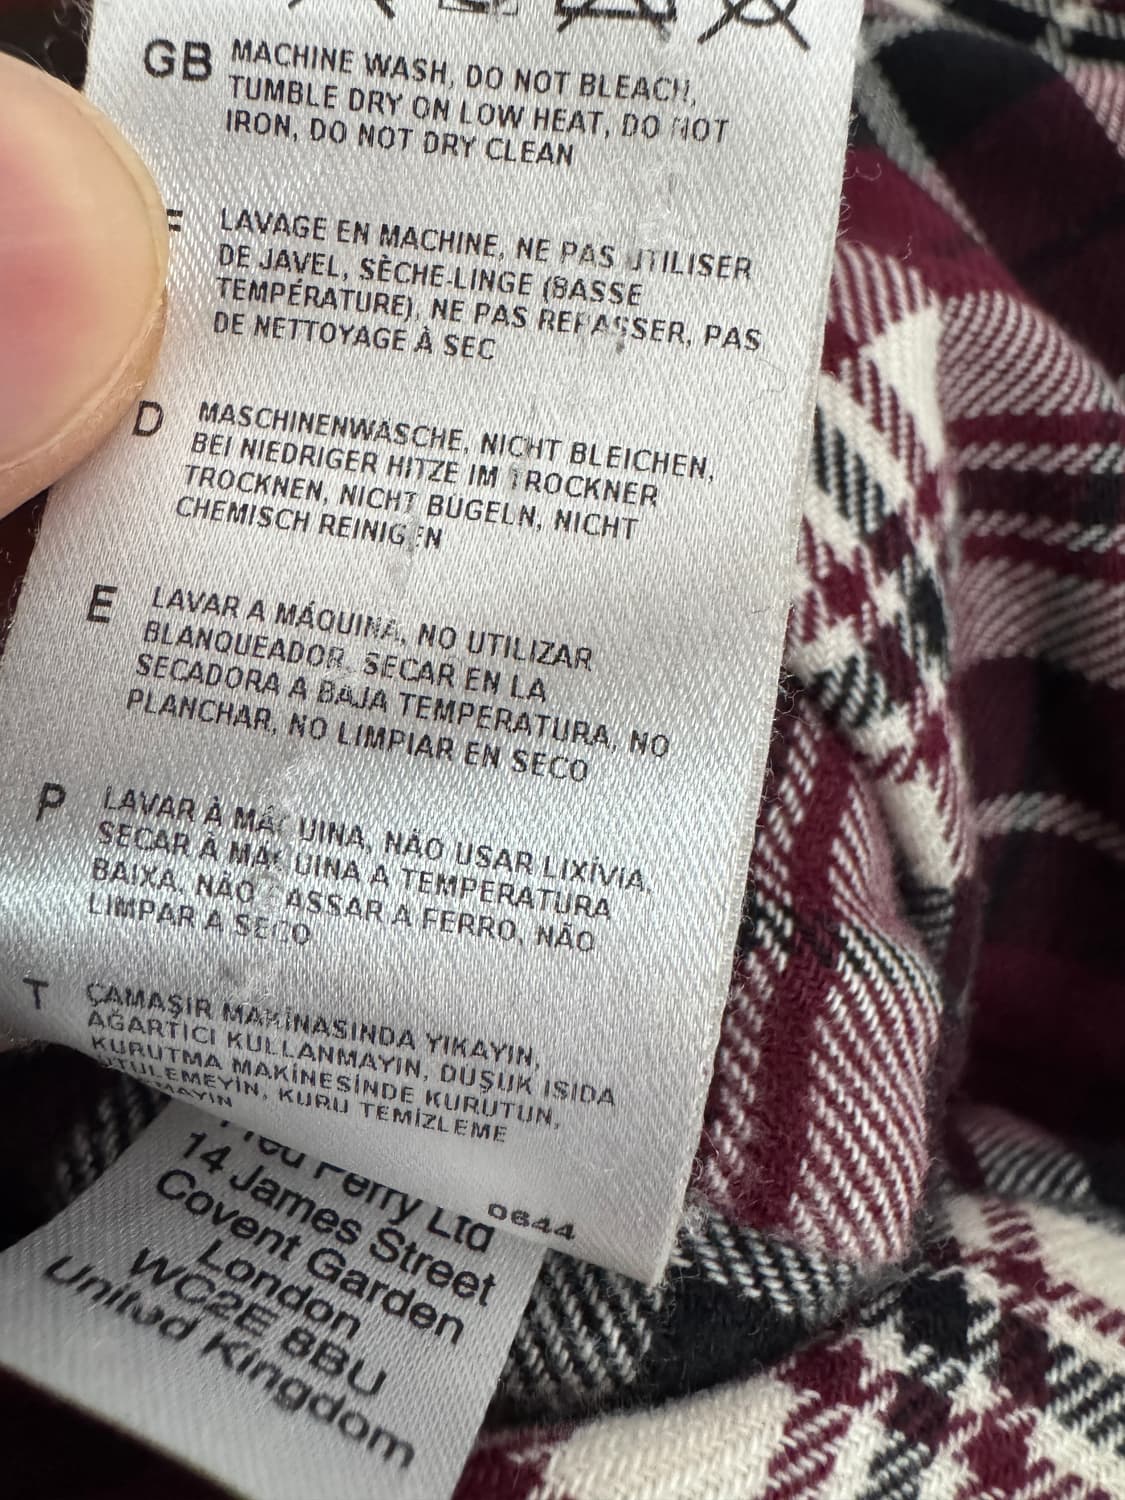 GB MACHINE WASH, DO NOT BLEACH,
TUMBLE DRY ON LOW HEAT, DO NOT
IRON, DO NOT DRY CLEAN
F LAVAGE EN MACHINE, NE PAS UTILISER
DE JAVEL, SÈCHE-LINGE (BASSE
TEMPÉRATURE), NE PAS REPASSER, PAS
DE NETTOYAGE À SEC
D MASCHINENWÄSCHE, NICHT BLEICHEN,
BEI NIEDRIGER HITZE IM TROCKNER
TROCKNEN, NICHT BÜGELN, NICHT
CHEMISCH REINIGEN
E LAVAR A MÁQUINA, NO UTILIZAR
BLANQUEADOR, SECAR EN LA
SECADORA A BAJA TEMPERATURA, NO
PLANCHAR, NO LIMPIAR EN SECO
P LAVAR À MÁQUINA, NÃO USAR LIXÍVIA,
SECAR À MÁQUINA A TEMPERATURA
BAIXA, NÃO PASSAR A FERRO, NÃO
LIMPAR A SECO
T ÇAMAŞIR MAKİNASINDA YIKAYIN,
AĞARTICI KULLANMAYIN, DÜŞÜK ISIDA
KURUTMA MAKİNESİNDE KURUTUN,
ÜTÜLEMEYİN, KURU TEMİZLEME
0644
Fred Perry Ltd
14 James Street
Covent Garden
London
WC2E 8BU
United Kingdom